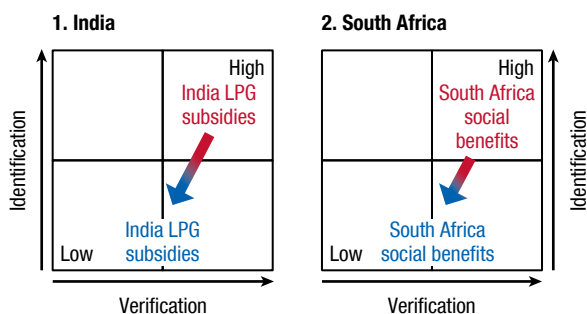 1. India
High
India LPG
subsidies
India LPG
subsidies
Low
Identification
Verification
2. South Africa
High
South Africa
social
benefits
South Africa
social benefits
Low
Identification
Verification